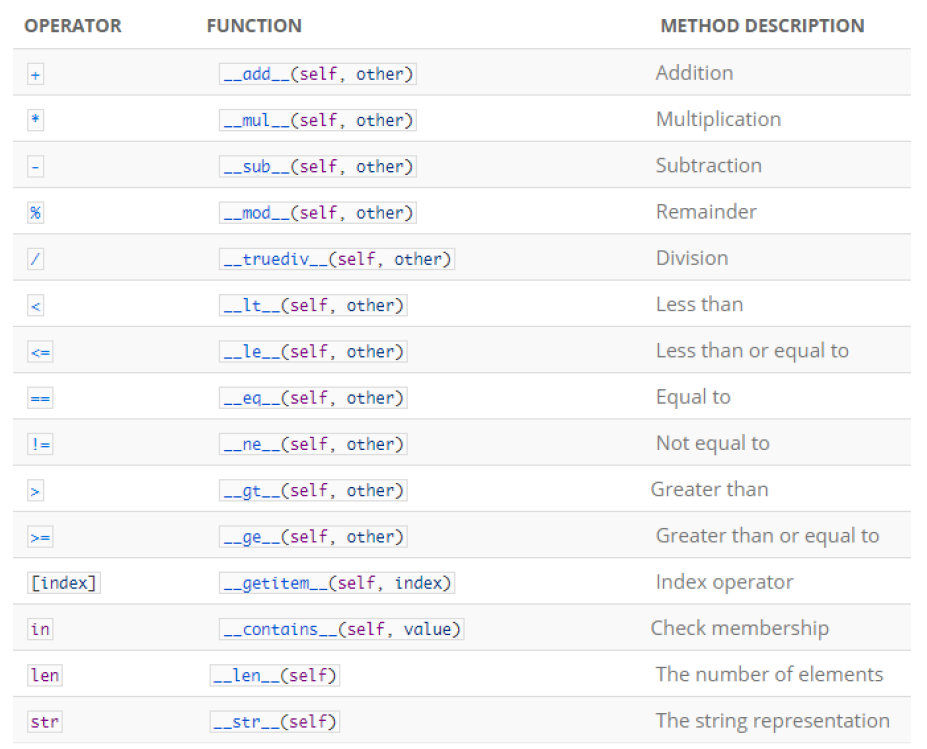 OPERATOR FUNCTION METHOD DESCRIPTION
+ __add__(self, other) Addition
* __mul__(self, other) Multiplication
- __sub__(self, other) Subtraction
% __mod__(self, other) Remainder
/ __truediv__(self, other) Division
< __lt__(self, other) Less than
<= __le__(self, other) Less than or equal to
== __eq__(self, other) Equal to
!= __ne__(self, other) Not equal to
> __gt__(self, other) Greater than
>= __ge__(self, other) Greater than or equal to
[index] __getitem__(self, index) Index operator
in __contains__(self, value) Check membership
len __len__(self) The number of elements
str __str__(self) The string representation